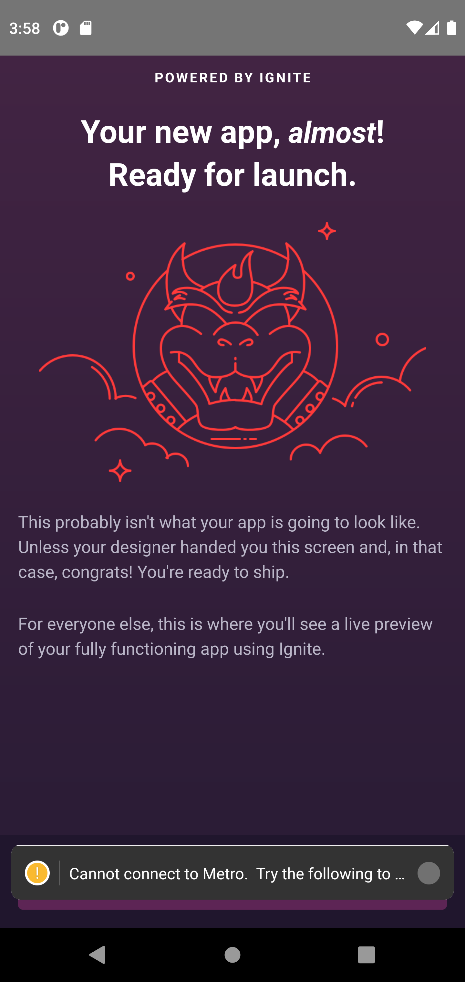 3:58
POWERED BY IGNITE
Your new app, almost!
Ready for launch.
This probably isn't what your app is going to look like.
Unless your designer handed you this screen and, in that
case, congrats! You're ready to ship.
For everyone else, this is where you'll see a live preview
of your fully functioning app using Ignite.
! Cannot connect to Metro.  Try the following to ...